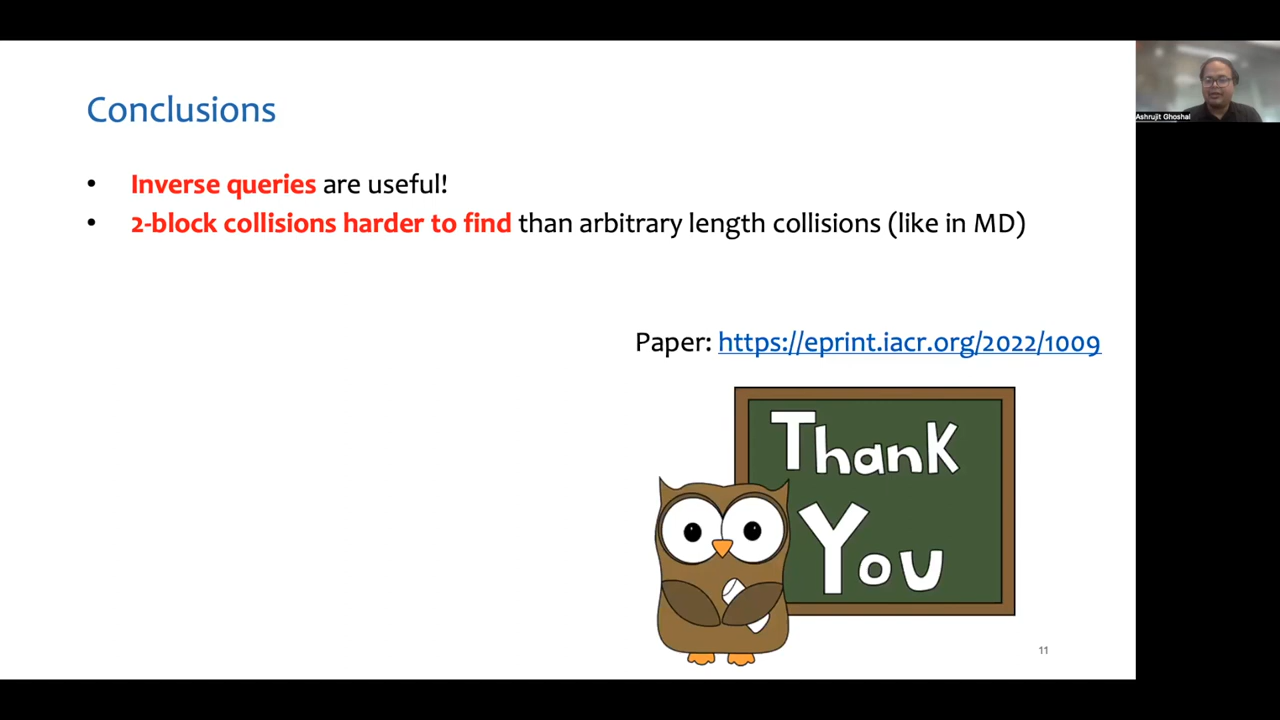 Conclusions
• Inverse queries are useful!
• 2-block collisions harder to find than arbitrary length collisions (like in MD)
Paper: https://eprint.iacr.org/2022/1009
Thank
You
11
Ashrujit Ghoshal